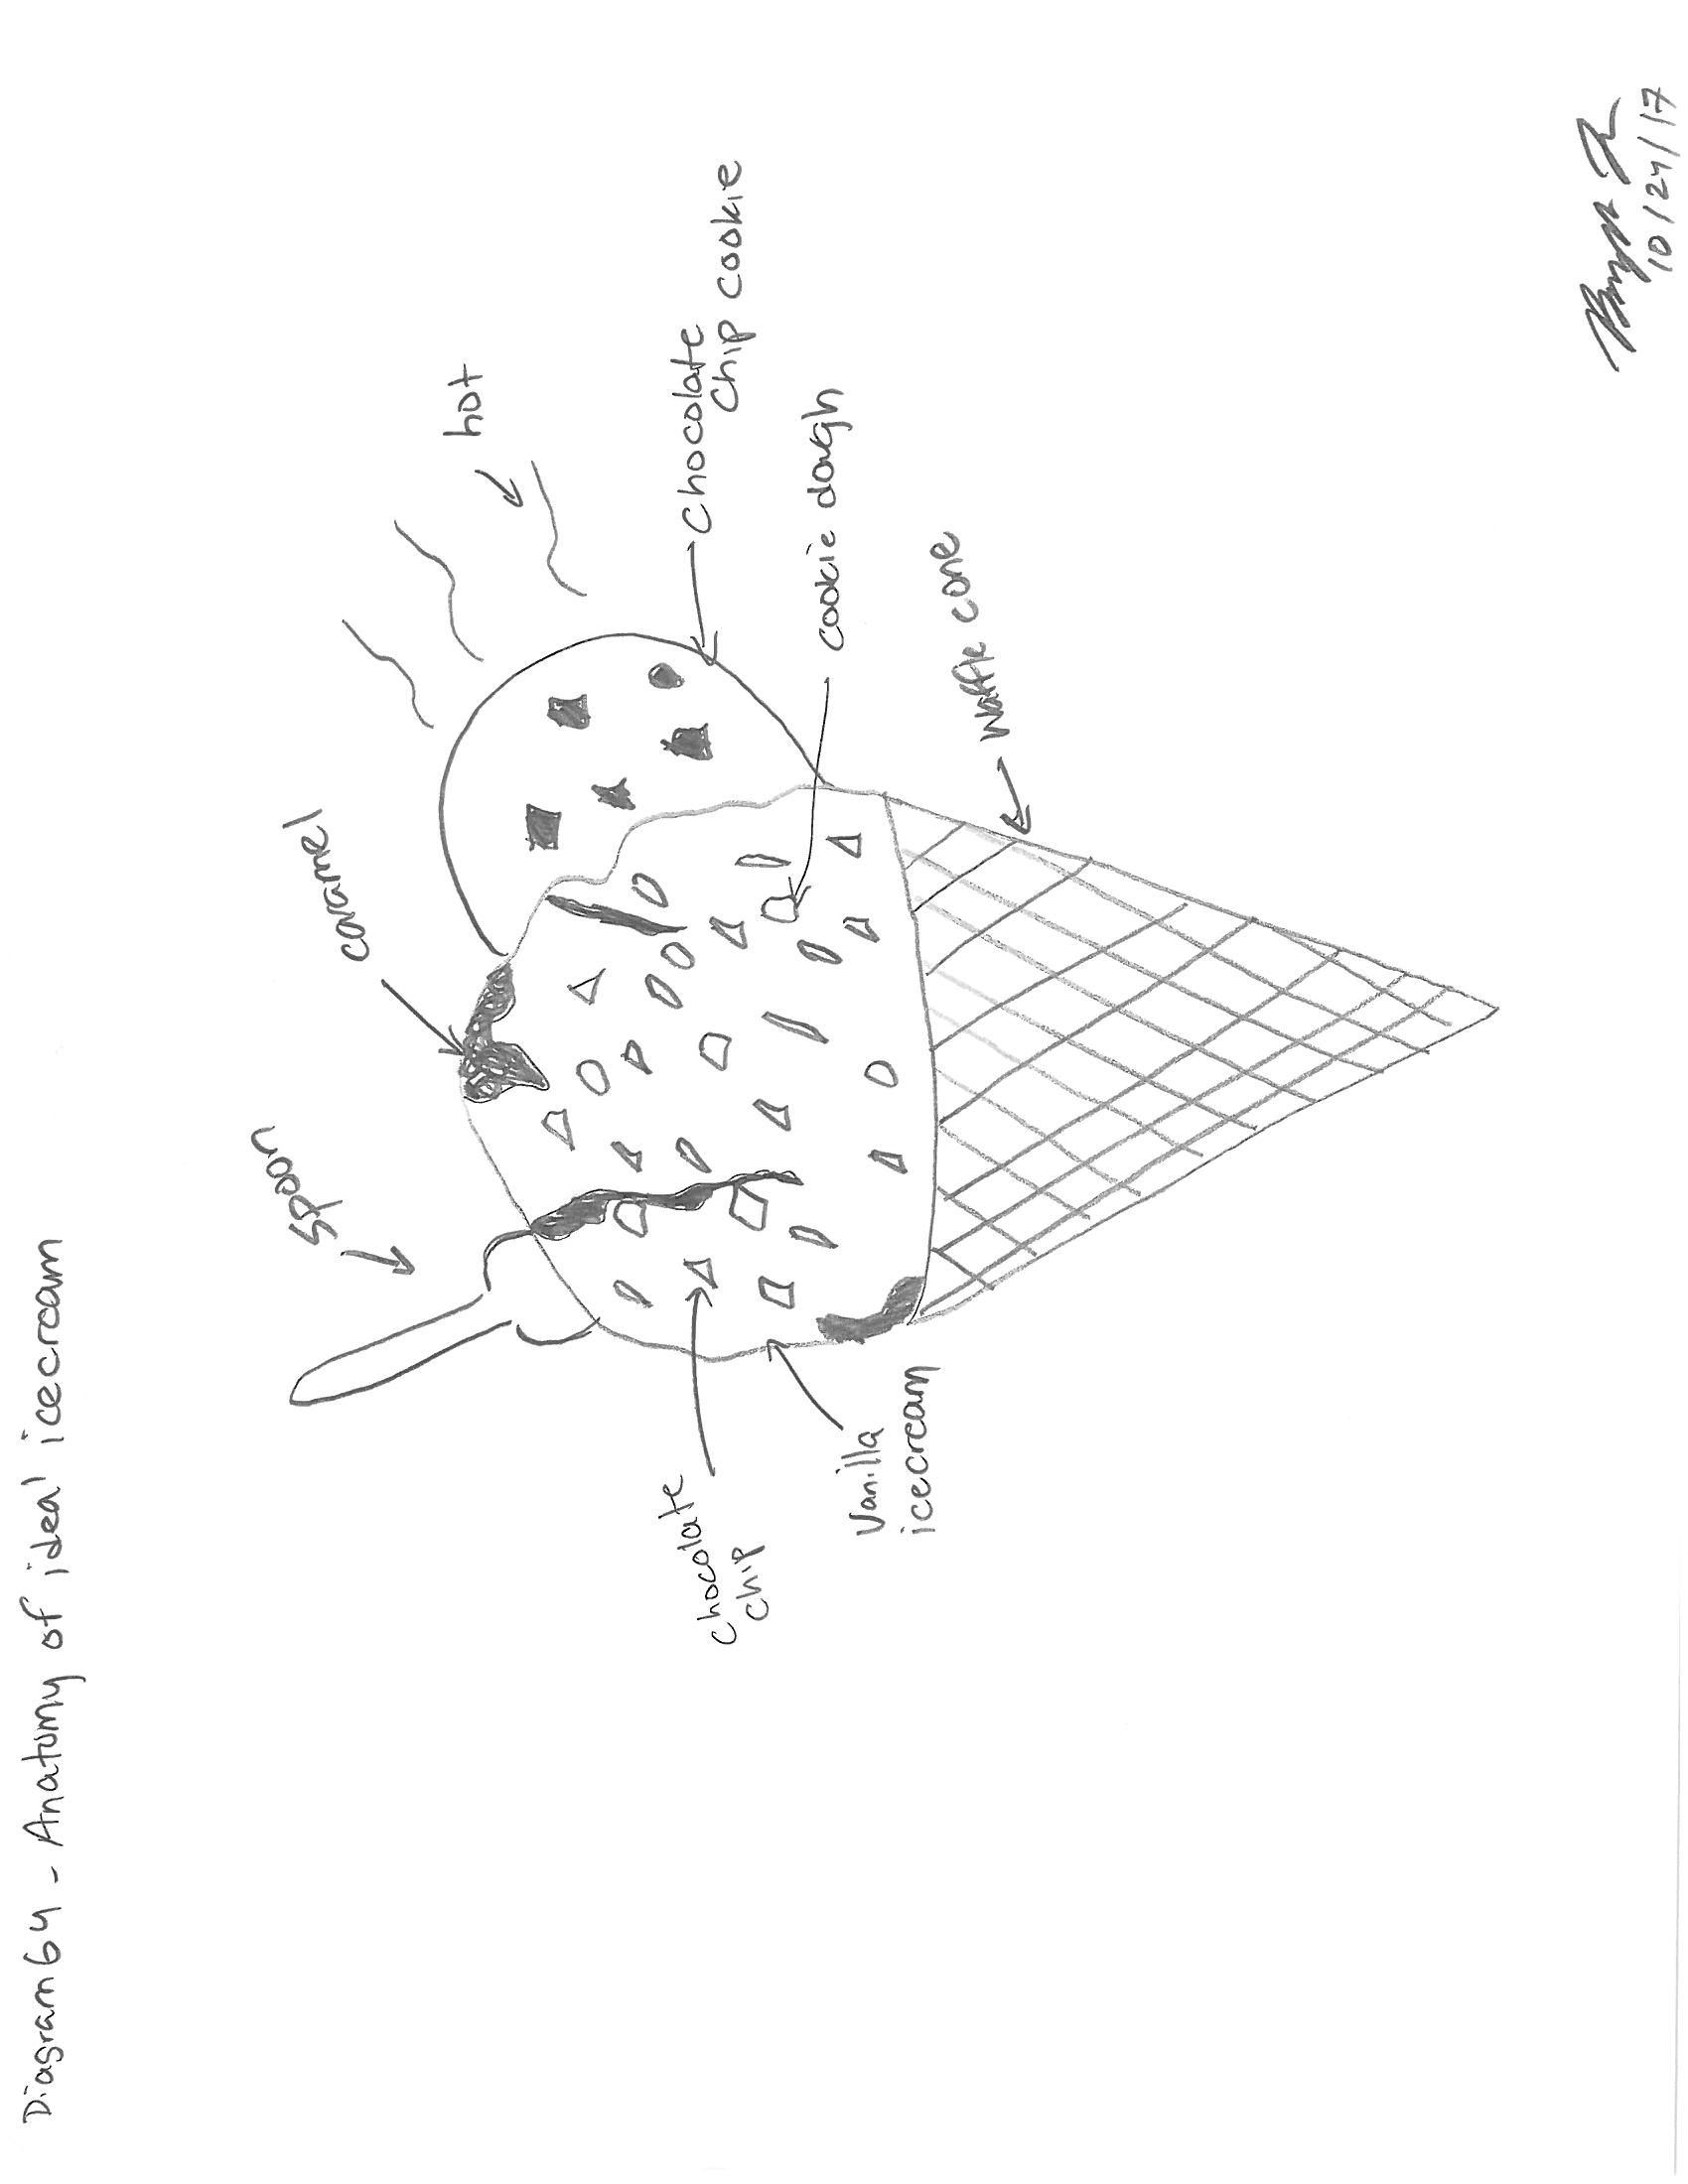 Diagram 64 - Anatomy of ideal icecream
spoon
caramel
hot
chocolate
chip
Chocolate
chip cookie
Vanilla
icecream
cookie dough
Waffle cone
10/24/17